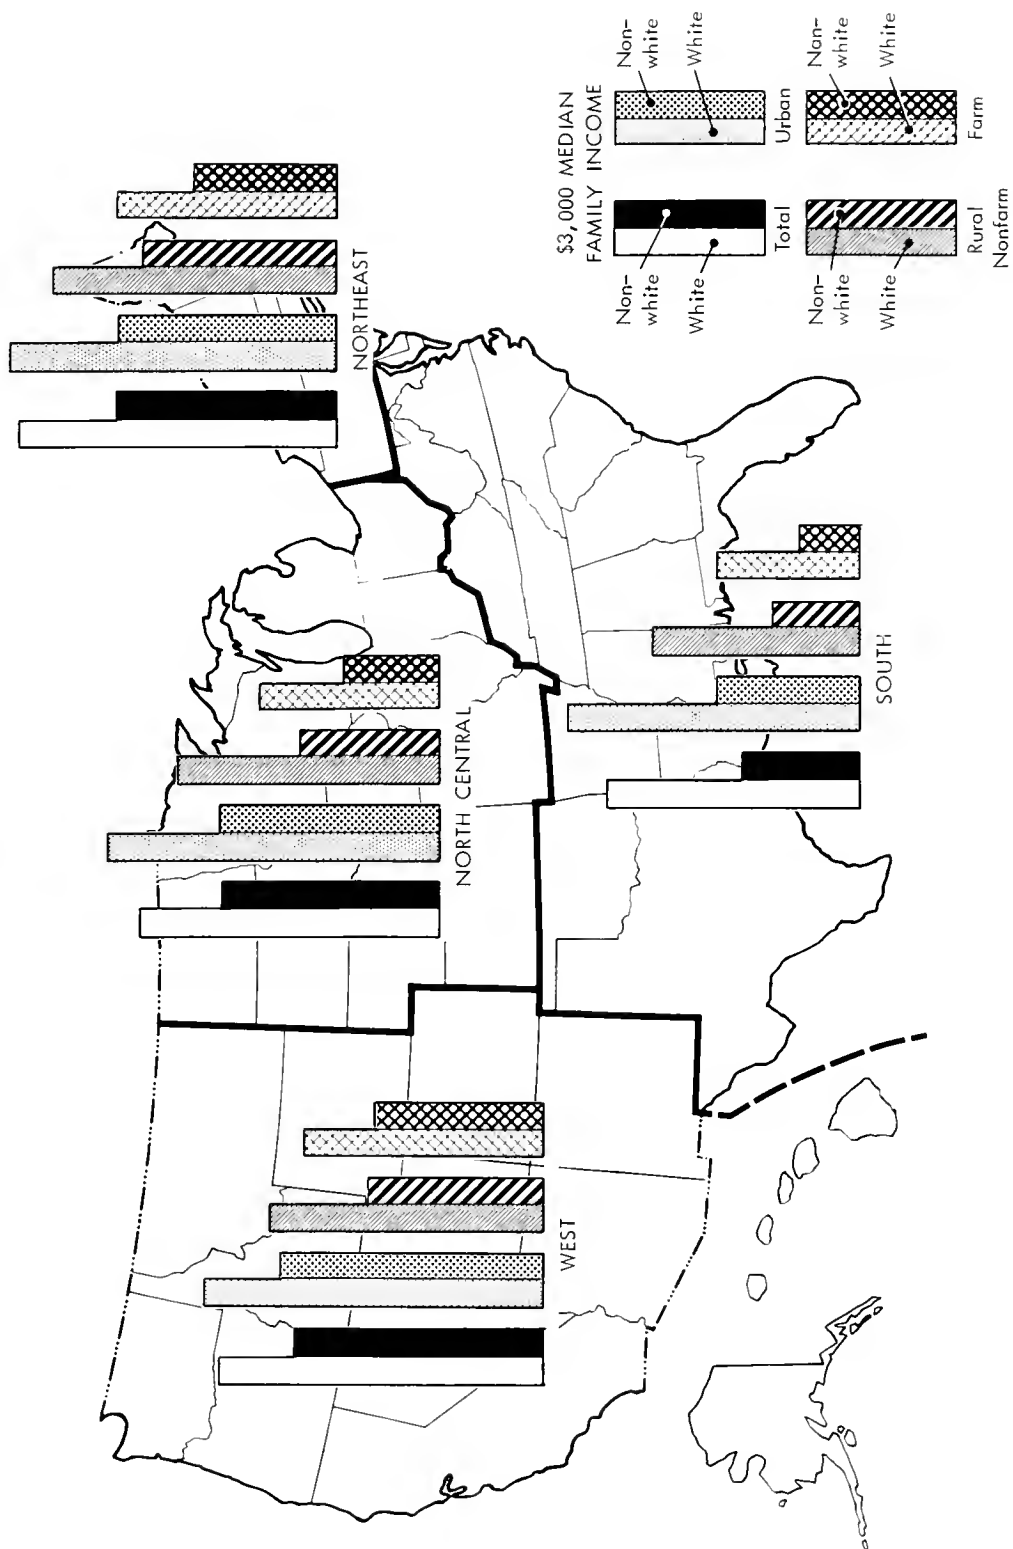 NORTHEAST
NORTH CENTRAL
WEST
SOUTH
$3,000 MEDIAN
FAMILY INCOME
Non-
white
White
Total
Non-
white
White
Urban
Non-
white
White
Rural
Nonfarm
Non-
white
White
Farm